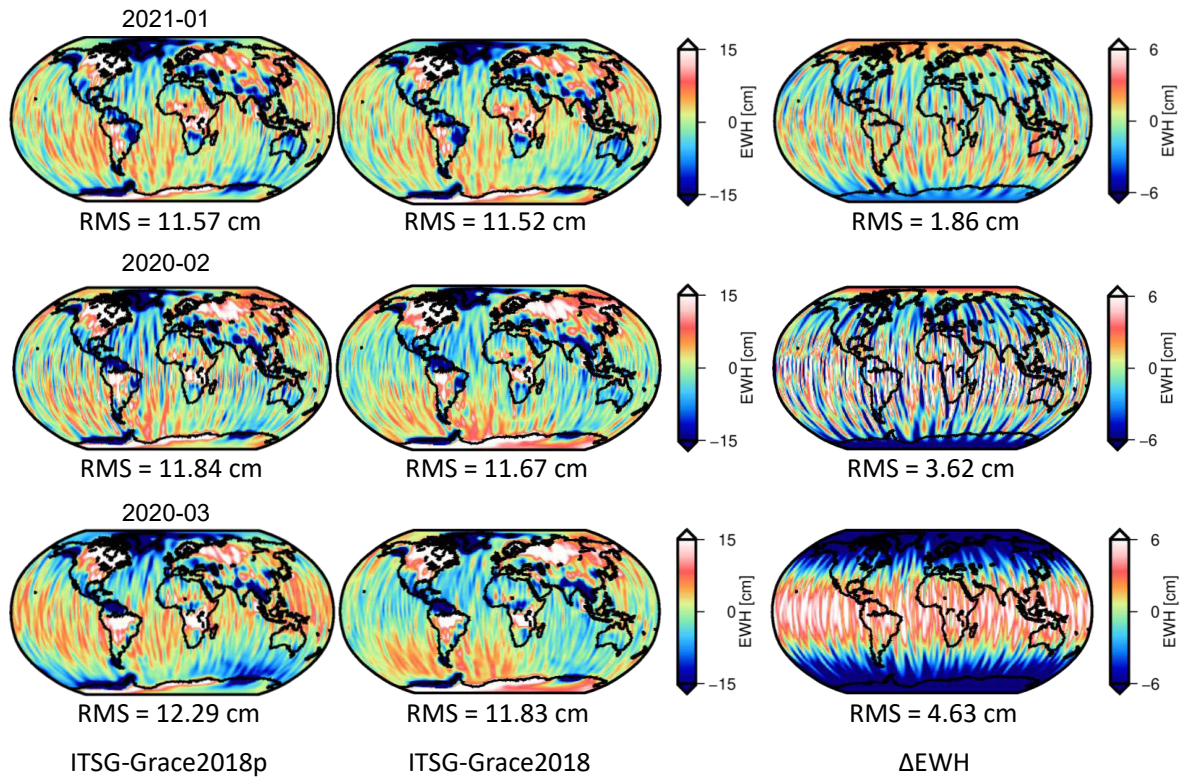 2021-01
15
0
−15
EWH [cm]
6
0
−6
EWH [cm]
RMS = 11.57 cm
RMS = 11.52 cm
RMS = 1.86 cm
2020-02
15
0
−15
EWH [cm]
6
0
−6
EWH [cm]
RMS = 11.84 cm
RMS = 11.67 cm
RMS = 3.62 cm
2020-03
15
0
−15
EWH [cm]
6
0
−6
EWH [cm]
RMS = 12.29 cm
RMS = 11.83 cm
RMS = 4.63 cm
ITSG-Grace2018p
ITSG-Grace2018
ΔEWH